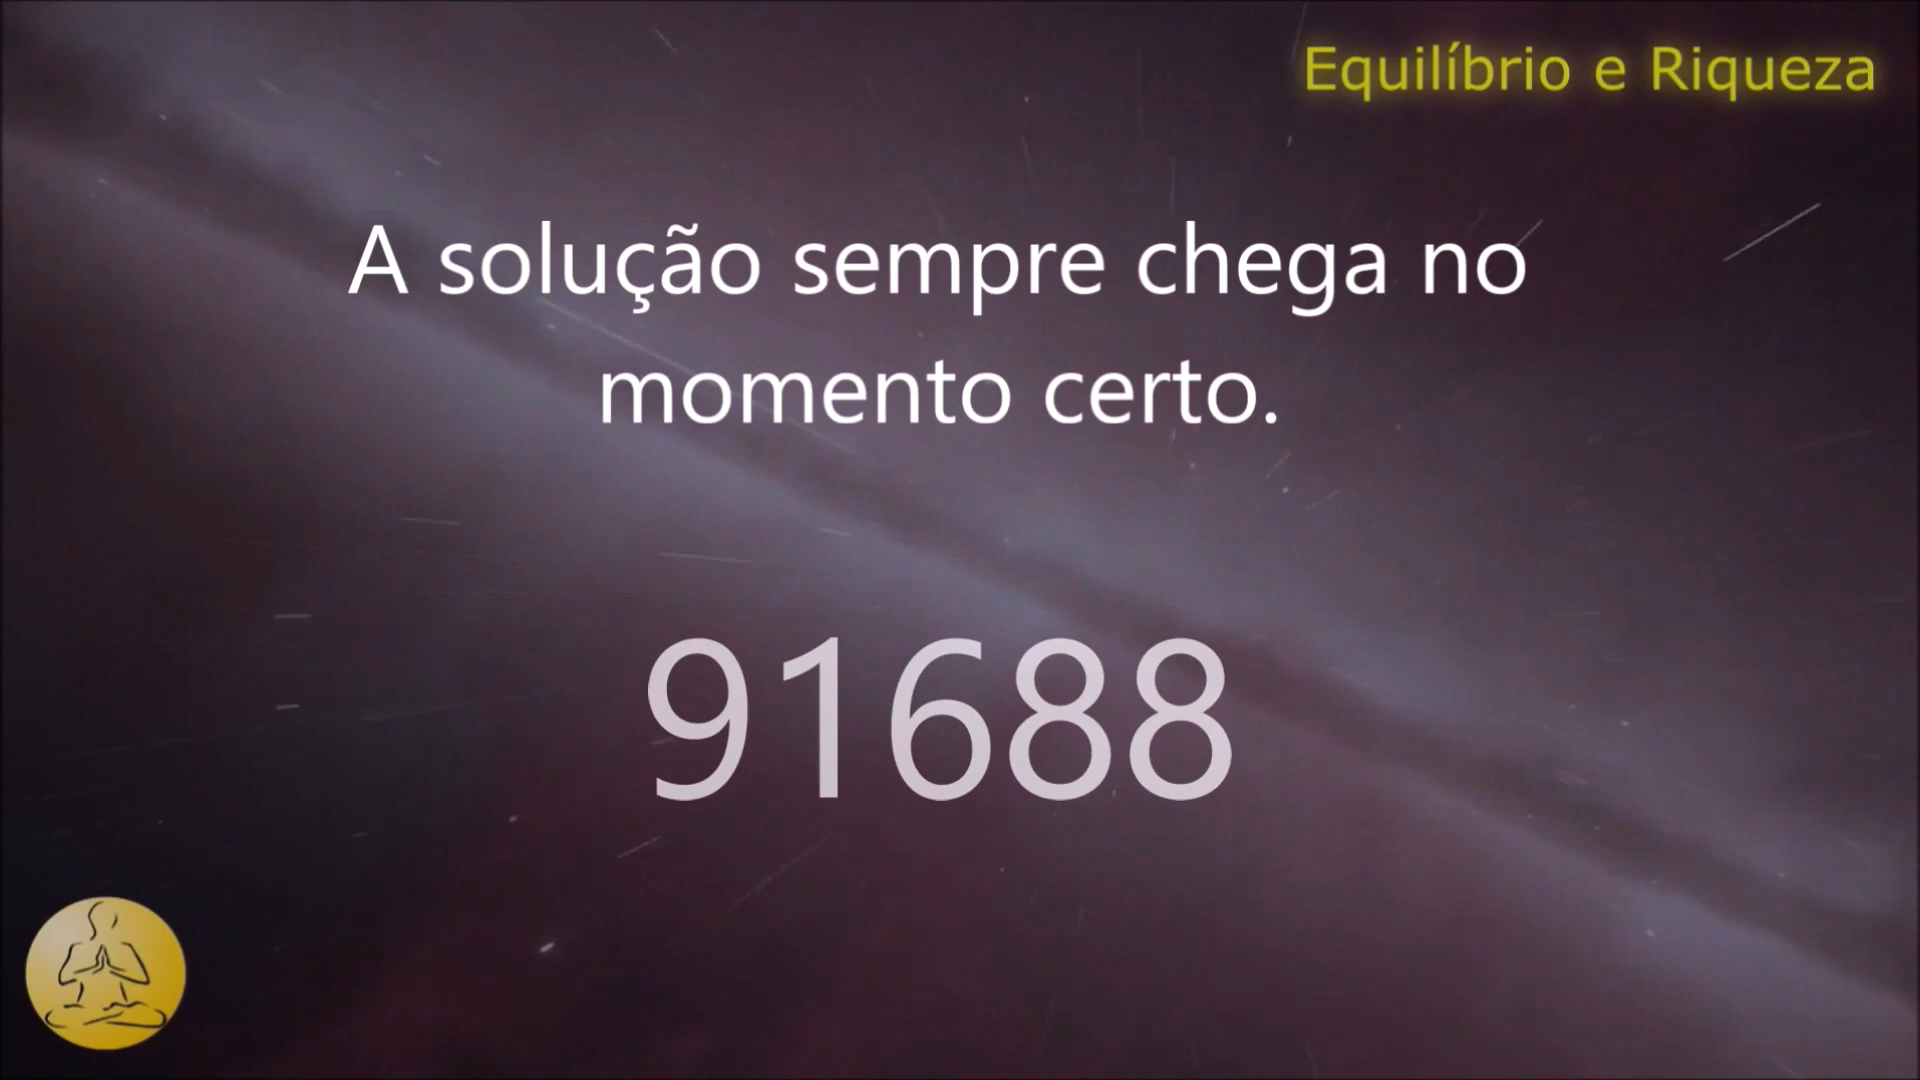 Equilíbrio e Riqueza
A solução sempre chega no
momento certo.
91688